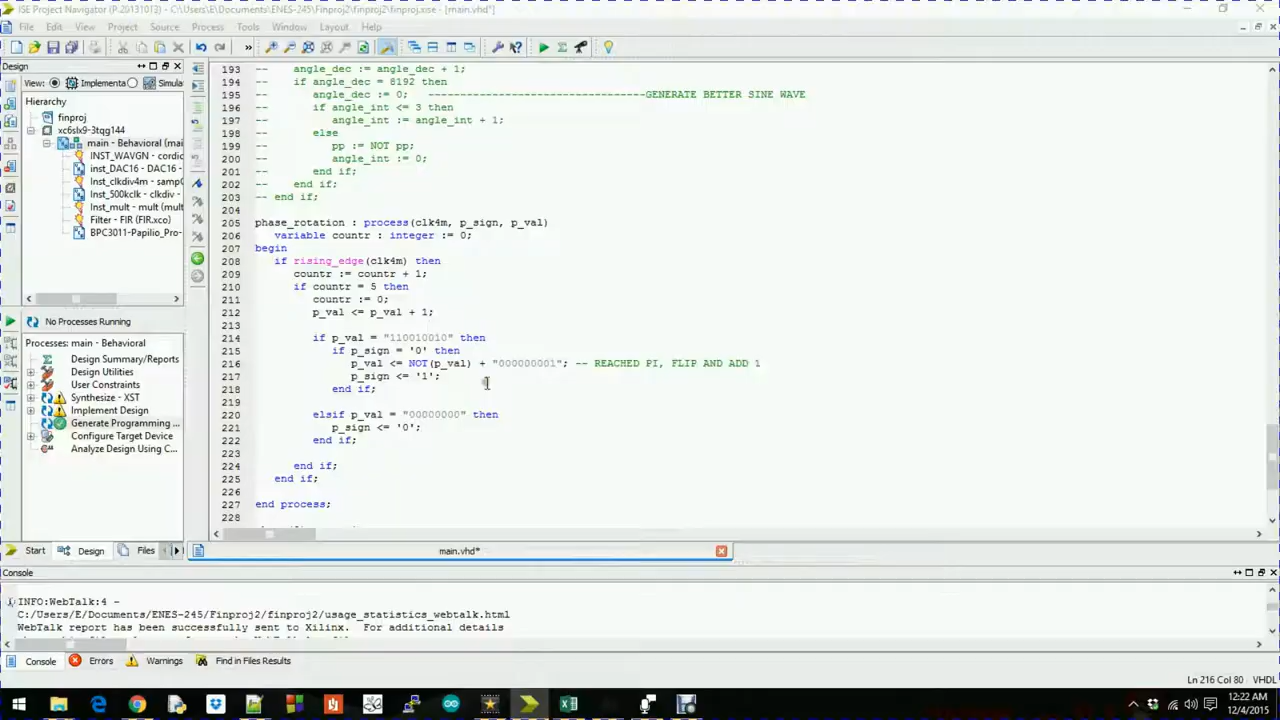 ISE Project Navigator (P.20131013) - C:\Users\E\Documents\ENES-245\Finproj2\finproj2\finproj.xise - [main.vhd*]
File Edit View Project Source Process Tools Window Layout Help
Design
View: Implementa Simulat
Hierarchy
finproj
xc6slx9-3tqg144
main - Behavioral (mai
INST_WAVGN - cordic
inst_DAC16 - DAC16
Inst_clkdiv4m - sampC
Inst_500kclk - clkdiv
Inst_mult - mult (mult
Filter - FIR (FIR.xco)
BPC3011-Papilio_Pro-
No Processes Running
Processes: main - Behavioral
Design Summary/Reports
Design Utilities
User Constraints
Synthesize - XST
Implement Design
Generate Programming ...
Configure Target Device
Analyze Design Using C...
Start Design Files
193 -- angle_dec := angle_dec + 1;
194 -- if angle_dec = 8192 then
195 -- angle_dec := 0; ----------------------------------GENERATE BETTER SINE WAVE
196 -- if angle_int <= 3 then
197 -- angle_int := angle_int + 1;
198 -- else
199 -- pp := NOT pp;
200 -- angle_int := 0;
201 -- end if;
202 -- end if;
203 -- end if;
204
205 phase_rotation : process(clk4m, p_sign, p_val)
206 variable countr : integer := 0;
207 begin
208 if rising_edge(clk4m) then
209 countr := countr + 1;
210 if countr = 5 then
211 countr := 0;
212 p_val <= p_val + 1;
213
214 if p_val = "110010010" then
215 if p_sign = '0' then
216 p_val <= NOT(p_val) + "000000001"; -- REACHED PI, FLIP AND ADD 1
217 p_sign <= '1';
218 end if;
219
220 elsif p_val = "00000000" then
221 p_sign <= '0';
222 end if;
223
224 end if;
225 end if;
226
227 end process;
228
main.vhd*
Console
INFO:WebTalk:4 -
C:/Users/E/Documents/ENES-245/Finproj2/finproj2/usage_statistics_webtalk.html
WebTalk report has been successfully sent to Xilinx. For additional details
Console Errors Warnings Find in Files Results
Ln 216 Col 80 VHDL
12:22 AM
12/4/2015